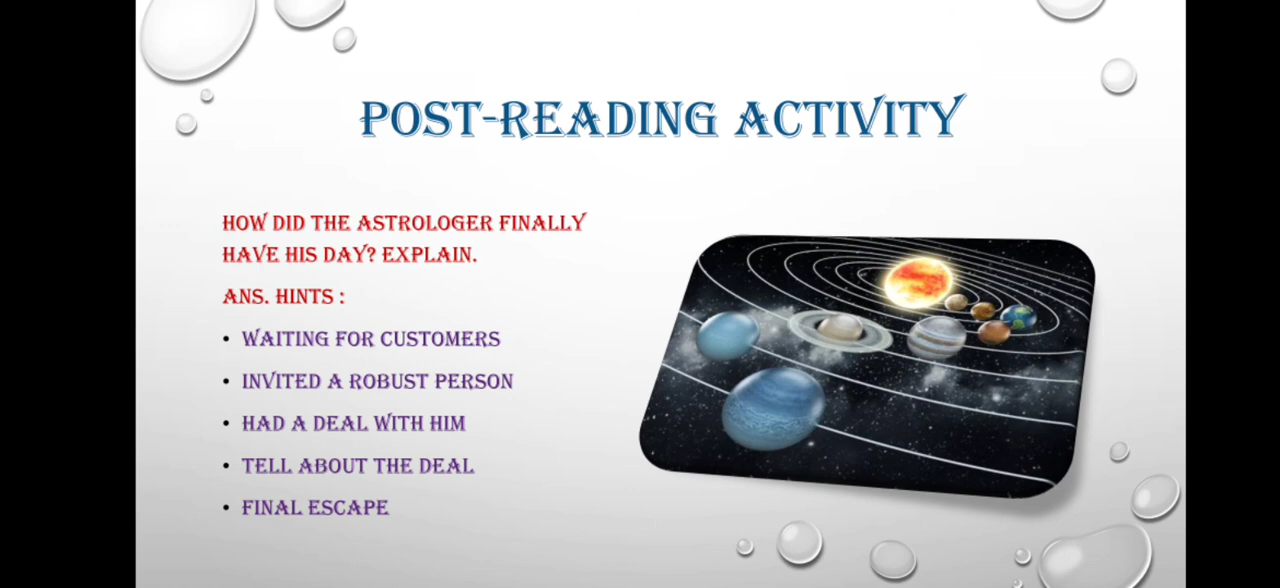 POST-READING ACTIVITY
HOW DID THE ASTROLOGER FINALLY
HAVE HIS DAY? EXPLAIN.
ANS. HINTS :
• WAITING FOR CUSTOMERS
• INVITED A ROBUST PERSON
• HAD A DEAL WITH HIM
• TELL ABOUT THE DEAL
• FINAL ESCAPE